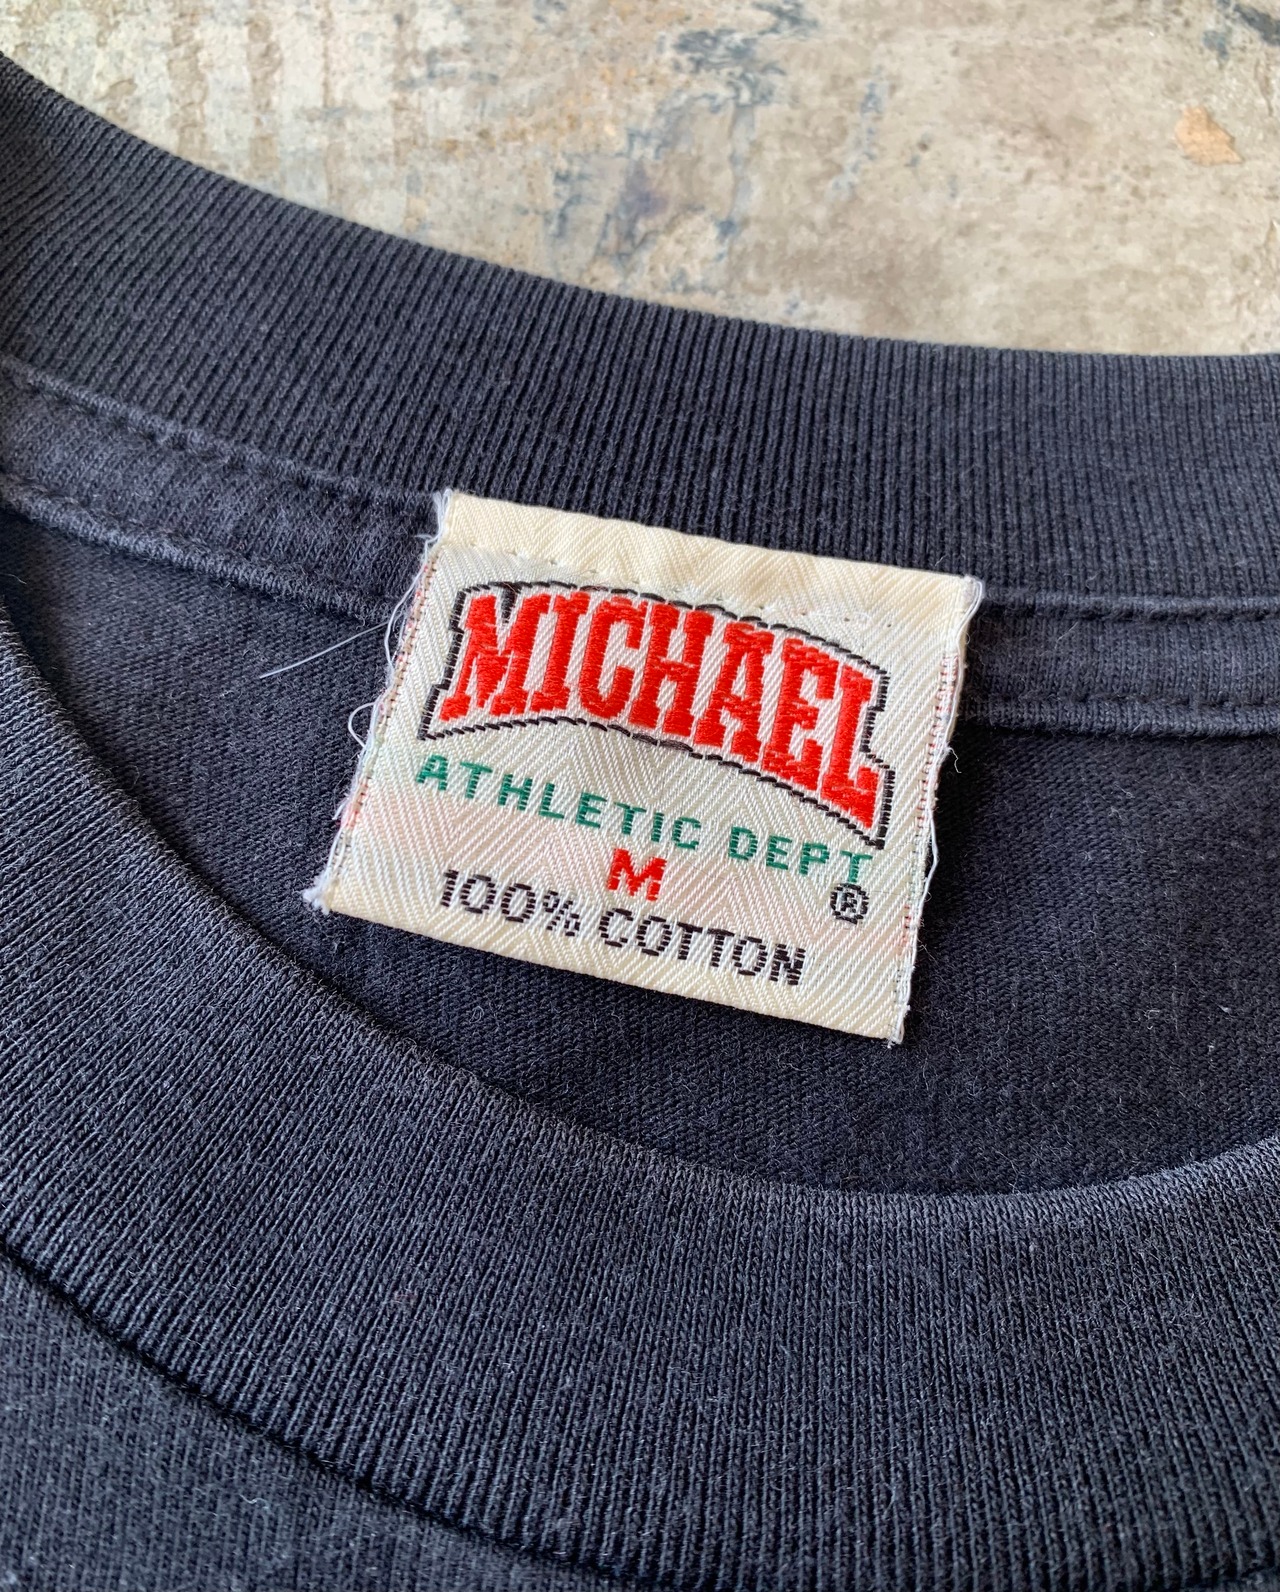 MICHAEL
ATHLETIC DEPT
M
®
100% COTTON